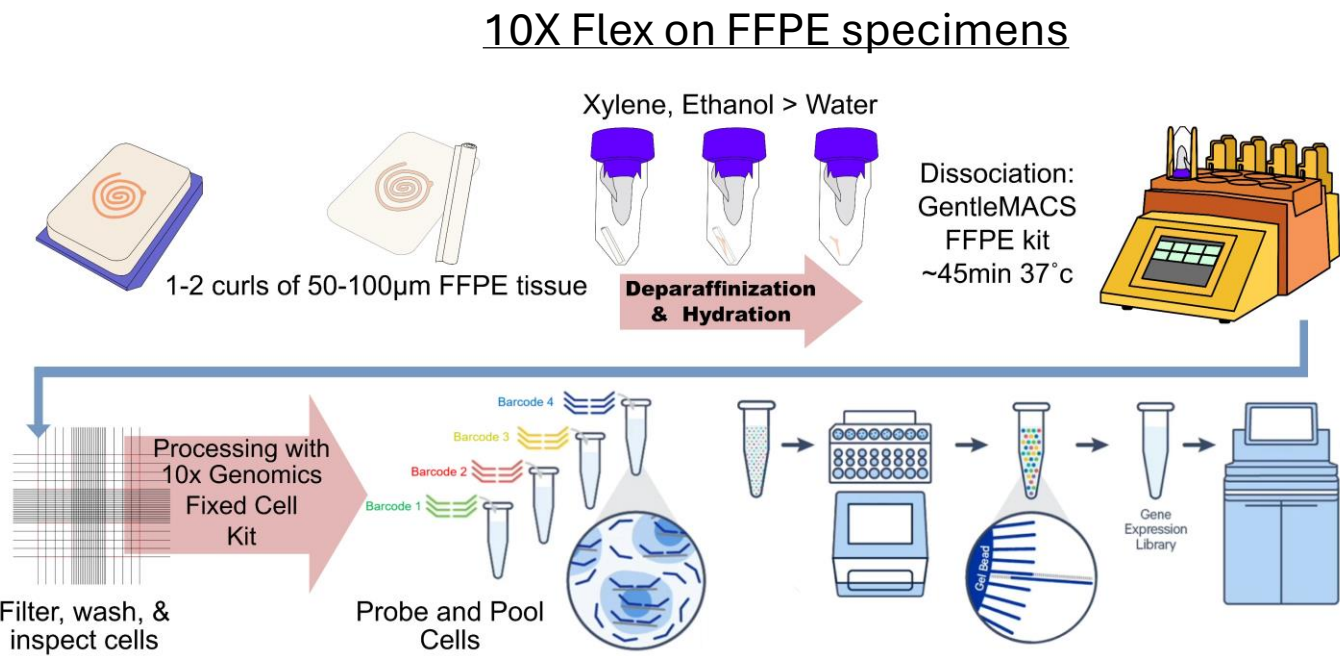 10X Flex on FFPE specimens
Xylene, Ethanol > Water
Dissociation:
GentleMACS
FFPE kit
~45min 37˚c
1-2 curls of 50-100µm FFPE tissue
Deparaffinization
& Hydration
Processing with
10x Genomics
Fixed Cell
Kit
Barcode 4
Barcode 3
Barcode 2
Barcode 1
Gel Bead
Gene
Expression
Library
Filter, wash, &
inspect cells
Probe and Pool
Cells